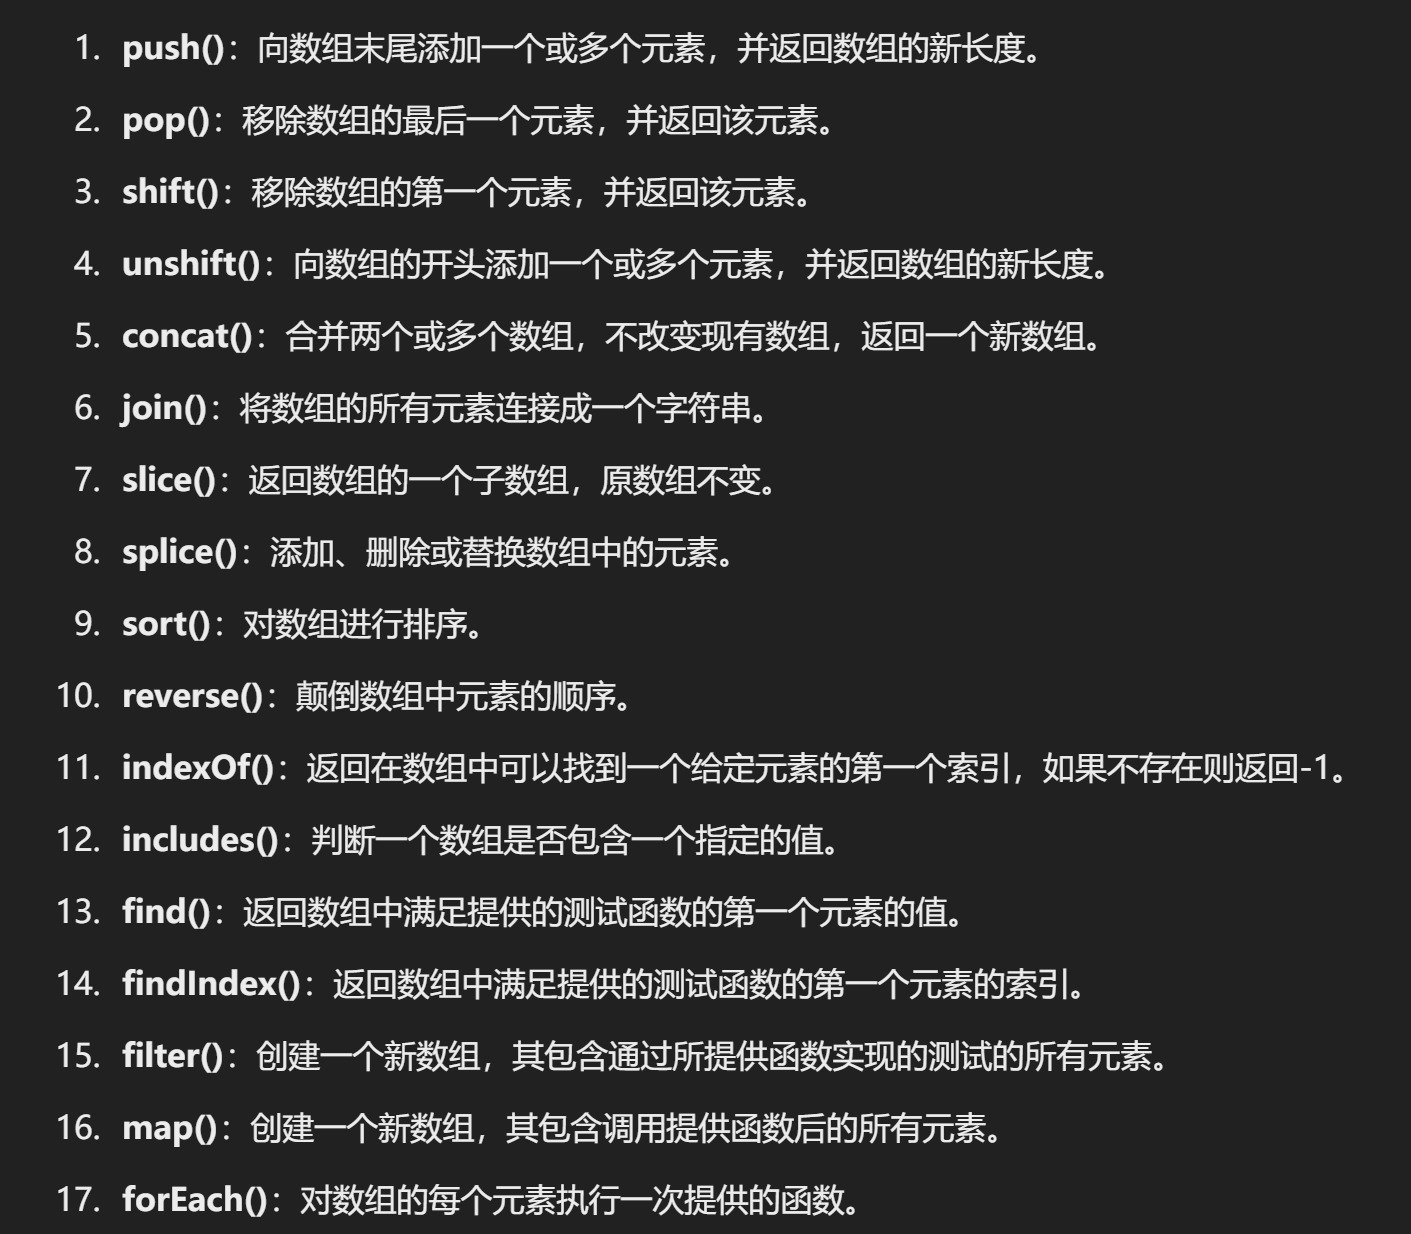 1. push()：向数组末尾添加一个或多个元素，并返回数组的新长度。
2. pop()：移除数组的最后一个元素，并返回该元素。
3. shift()：移除数组的第一个元素，并返回该元素。
4. unshift()：向数组的开头添加一个或多个元素，并返回数组的新长度。
5. concat()：合并两个或多个数组，不改变现有数组，返回一个新数组。
6. join()：将数组的所有元素连接成一个字符串。
7. slice()：返回数组的一个子数组，原数组不变。
8. splice()：添加、删除或替换数组中的元素。
9. sort()：对数组进行排序。
10. reverse()：颠倒数组中元素的顺序。
11. indexOf()：返回在数组中可以找到一个给定元素的第一个索引，如果不存在则返回-1。
12. includes()：判断一个数组是否包含一个指定的值。
13. find()：返回数组中满足提供的测试函数的第一个元素的值。
14. findIndex()：返回数组中满足提供的测试函数的第一个元素的索引。
15. filter()：创建一个新数组，其包含通过所提供函数实现的测试的所有元素。
16. map()：创建一个新数组，其包含调用提供函数后的所有元素。
17. forEach()：对数组的每个元素执行一次提供的函数。